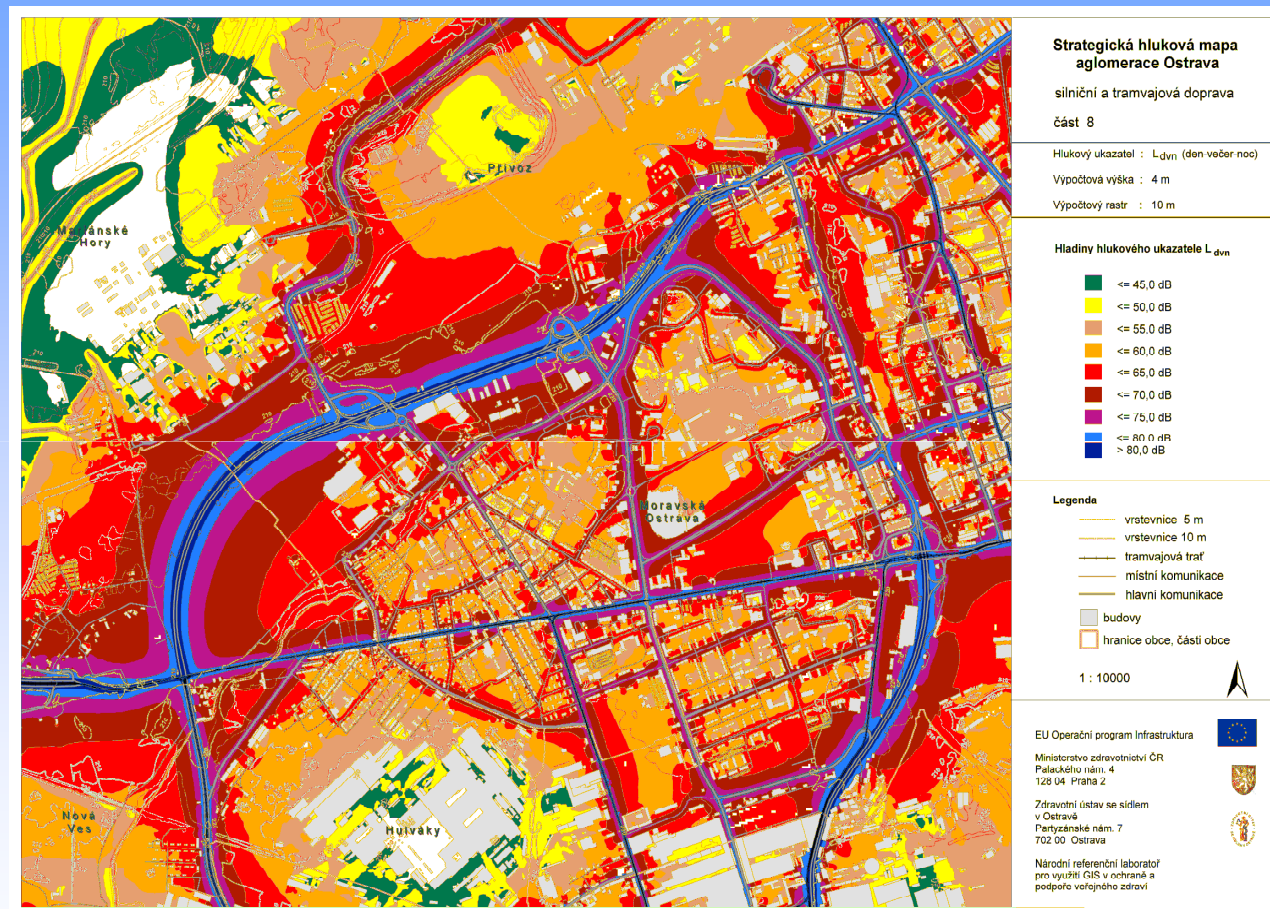 Strategická hluková mapa
aglomerace Ostrava
silniční a tramvajová doprava
část 8
Hlukový ukazatel : Ldvn (den-večer-noc)
Výpočtová výška : 4 m
Výpočtový rastr : 10 m
Hladiny hlukového ukazatele Ldvn
<= 45,0 dB
<= 50,0 dB
<= 55,0 dB
<= 60,0 dB
<= 65,0 dB
<= 70,0 dB
<= 75,0 dB
<= 80,0 dB
> 80,0 dB
Legenda
vrstevnice 5 m
vrstevnice 10 m
tramvajová trať
místní komunikace
hlavní komunikace
budovy
hranice obce, části obce
1 : 10000
EU Operační program Infrastruktura
Ministerstvo zdravotnictví ČR
Palackého nám. 4
128 04 Praha 2
Zdravotní ústav se sídlem
v Ostravě
Partyzánské nám. 7
702 00 Ostrava
Národní referenční laboratoř
pro využití GIS v ochraně a
podpoře veřejného zdraví
Přívoz
Mariánské
Hory
Moravská
Ostrava
Nová
Ves
Hulváky